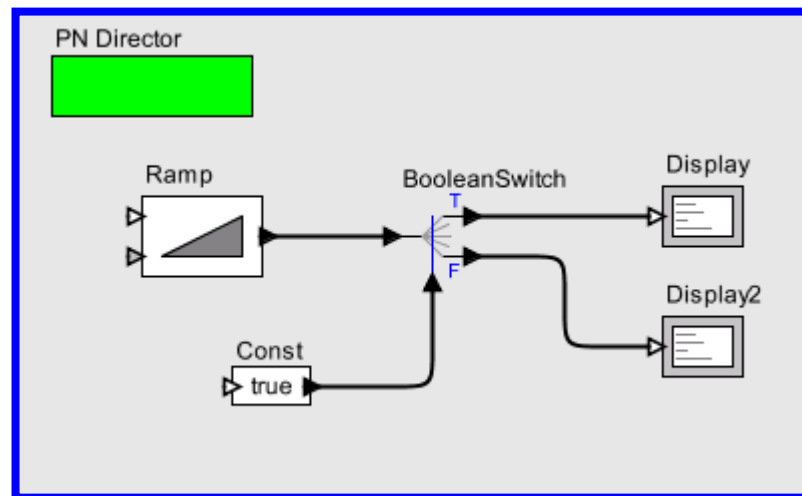 PN Director
Ramp
BooleanSwitch
T
F
Display
Display2
Const
true